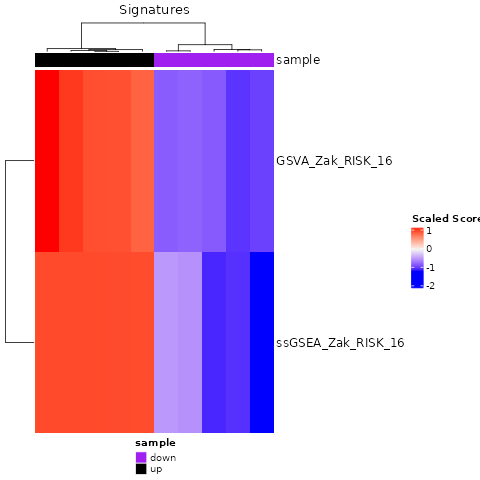 Signatures
sample
GSVA_Zak_RISK_16
Scaled Score
1
0
-1
-2
ssGSEA_Zak_RISK_16
sample
down
up